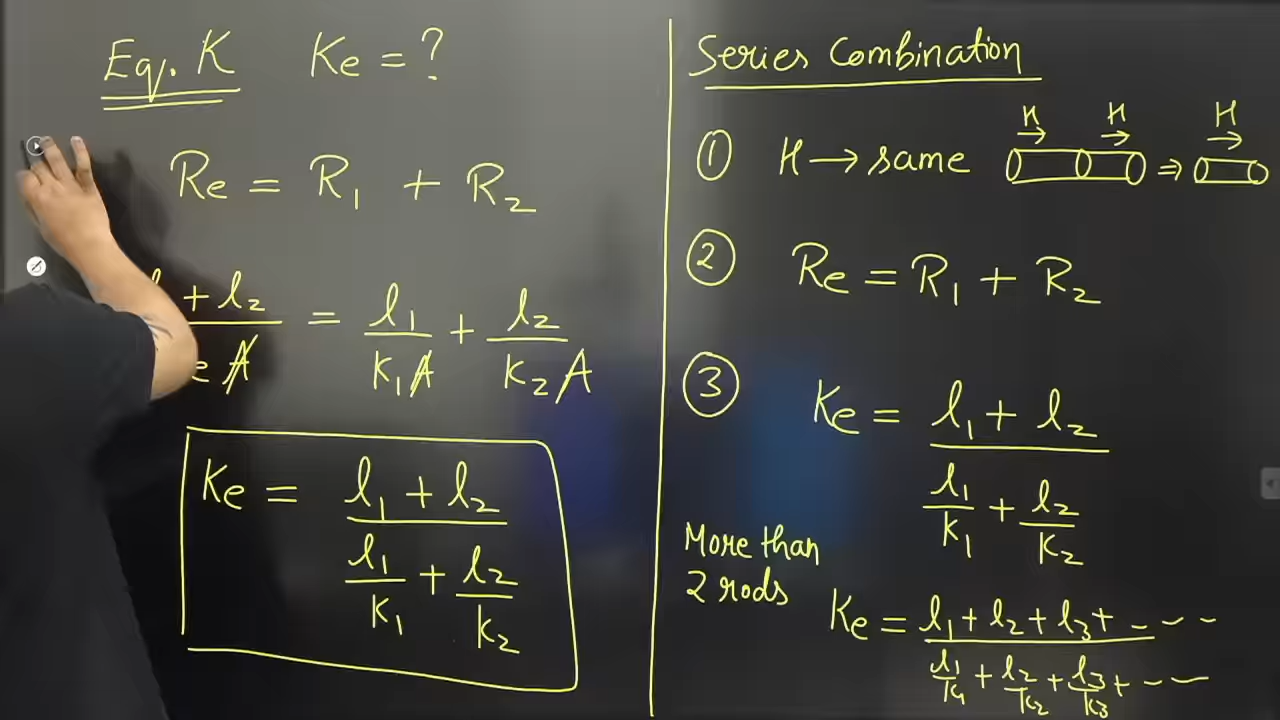 Eq. K Ke = ?
Re = R₁ + R₂
+ l₂ / e A = l₁ / K₁A + l₂ / K₂A
Ke = l₁ + l₂ / l₁/K₁ + l₂/K₂
Series Combination
① H → same
H H H
⇒
② Re = R₁ + R₂
③ Ke = l₁ + l₂ / l₁/K₁ + l₂/K₂
More than
2 rods
Ke = l₁ + l₂ + l₃ + - - - / l₁/K₁ + l₂/K₂ + l₃/K₃ + - - -